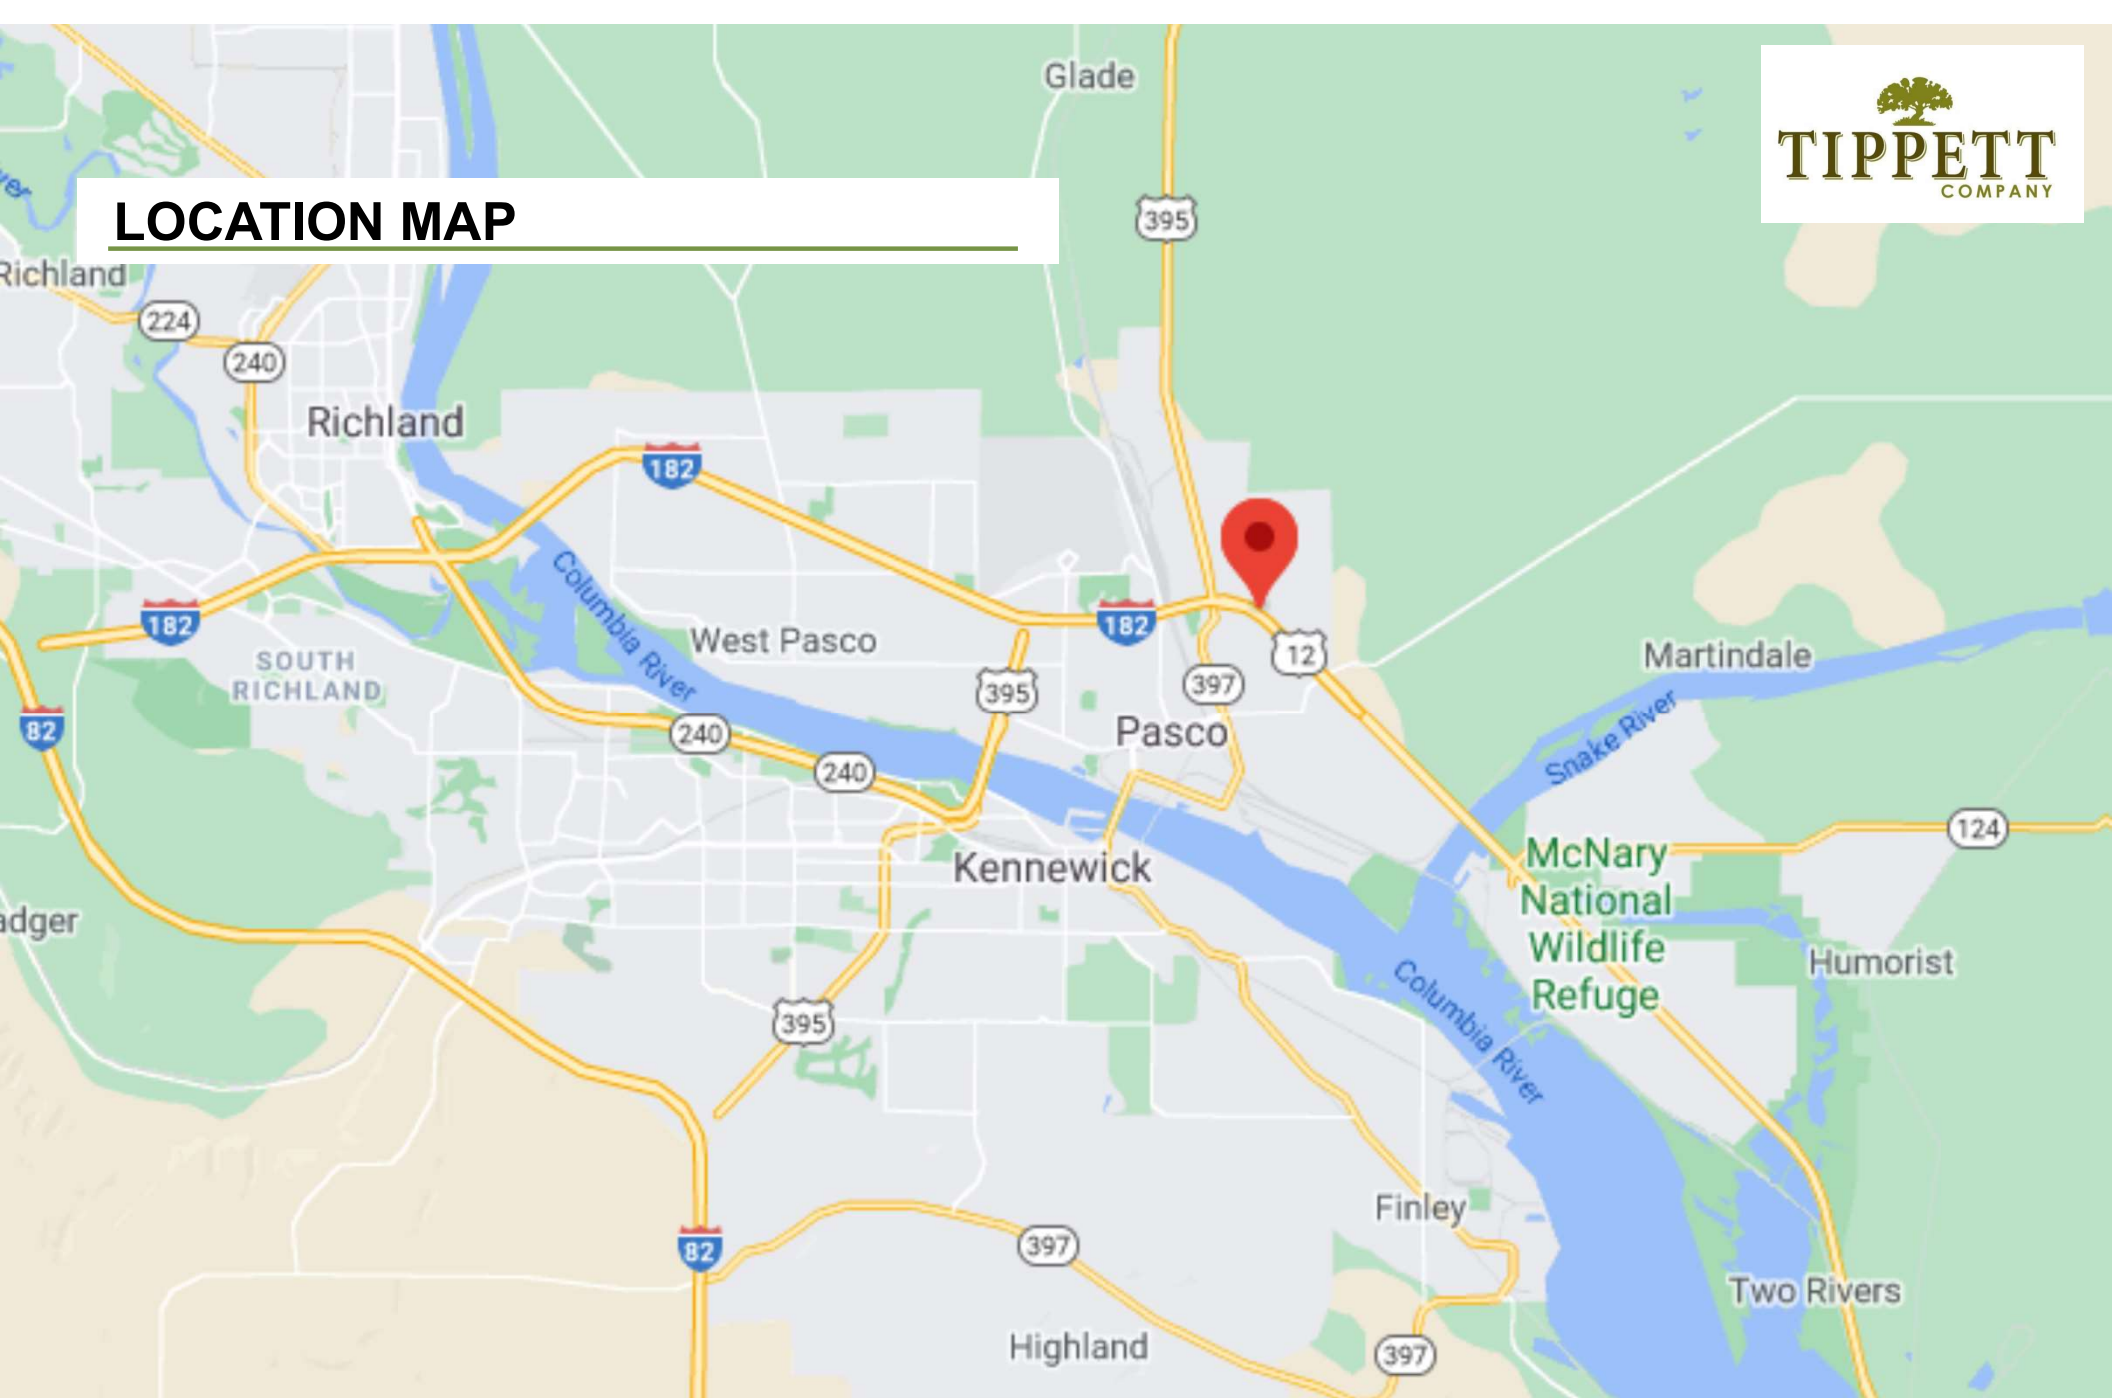 Glade
TIPPETT
COMPANY
LOCATION MAP
395
Richland
224
240
Richland
182
Columbia River
182
182
West Pasco
12
Martindale
SOUTH
RICHLAND
395
397
82
Pasco
Snake River
240
240
124
McNary
National
Wildlife
Refuge
Kennewick
adger
Humorist
395
Columbia River
Finley
82
397
Two Rivers
Highland
397